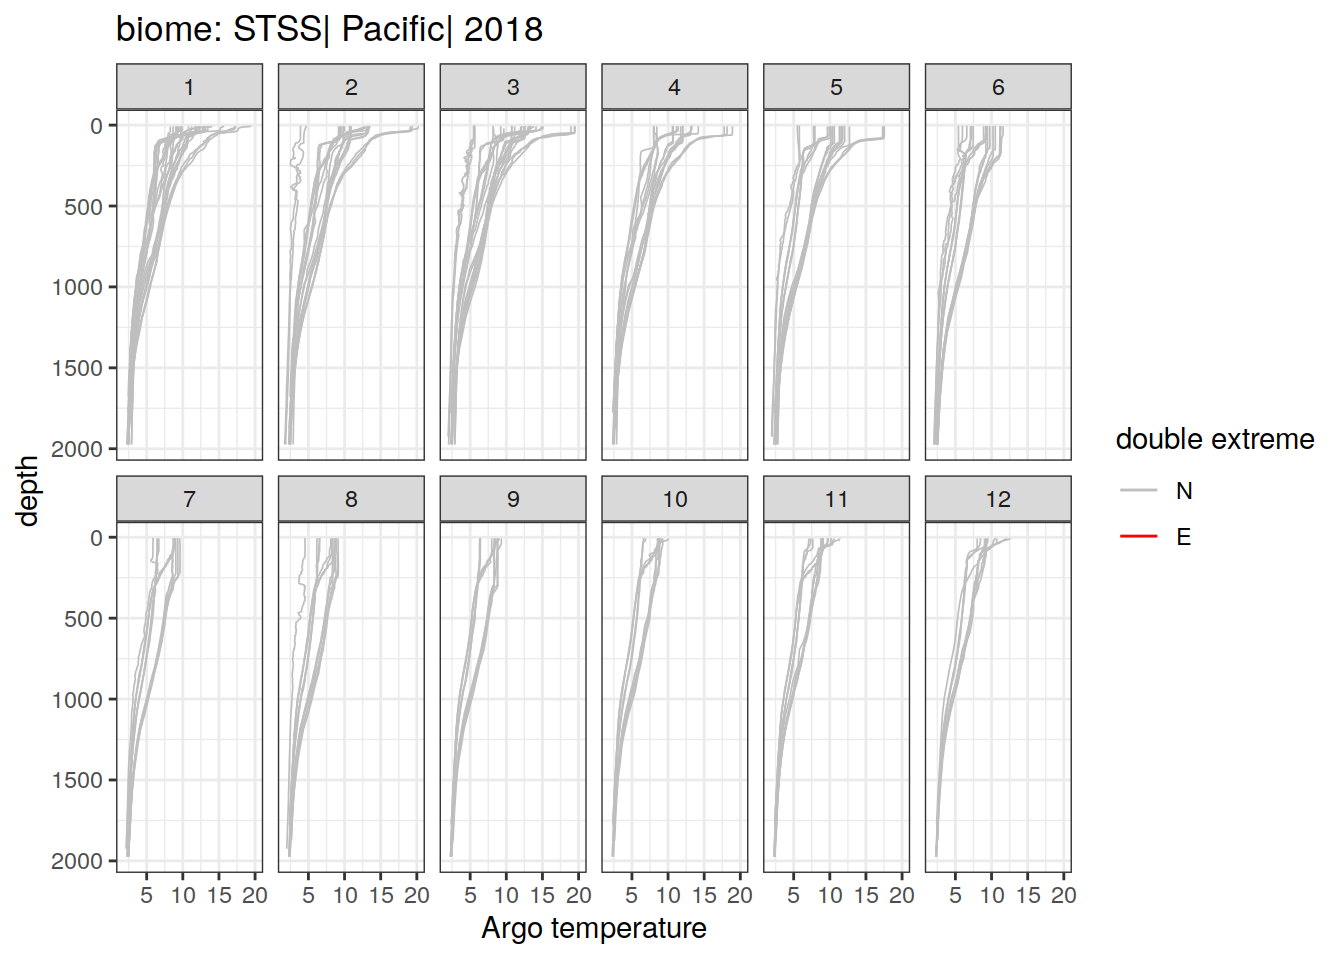 biome: STSS| Pacific| 2018
1 2 3 4 5 6
0
500
1000
1500
2000
7 8 9 10 11 12
0
500
1000
1500
2000
5 10 15 20 5 10 15 20 5 10 15 20 5 10 15 20 5 10 15 20 5 10 15 20
Argo temperature
depth
double extreme
N
E